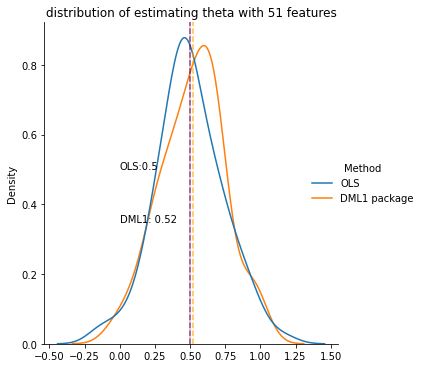 distribution of estimating theta with 51 features
0.8
0.6
0.4
0.2
0.0
Density
OLS:0.5
DML1: 0.52
Method
OLS
DML1 package
−0.50 −0.25 0.00 0.25 0.50 0.75 1.00 1.25 1.50